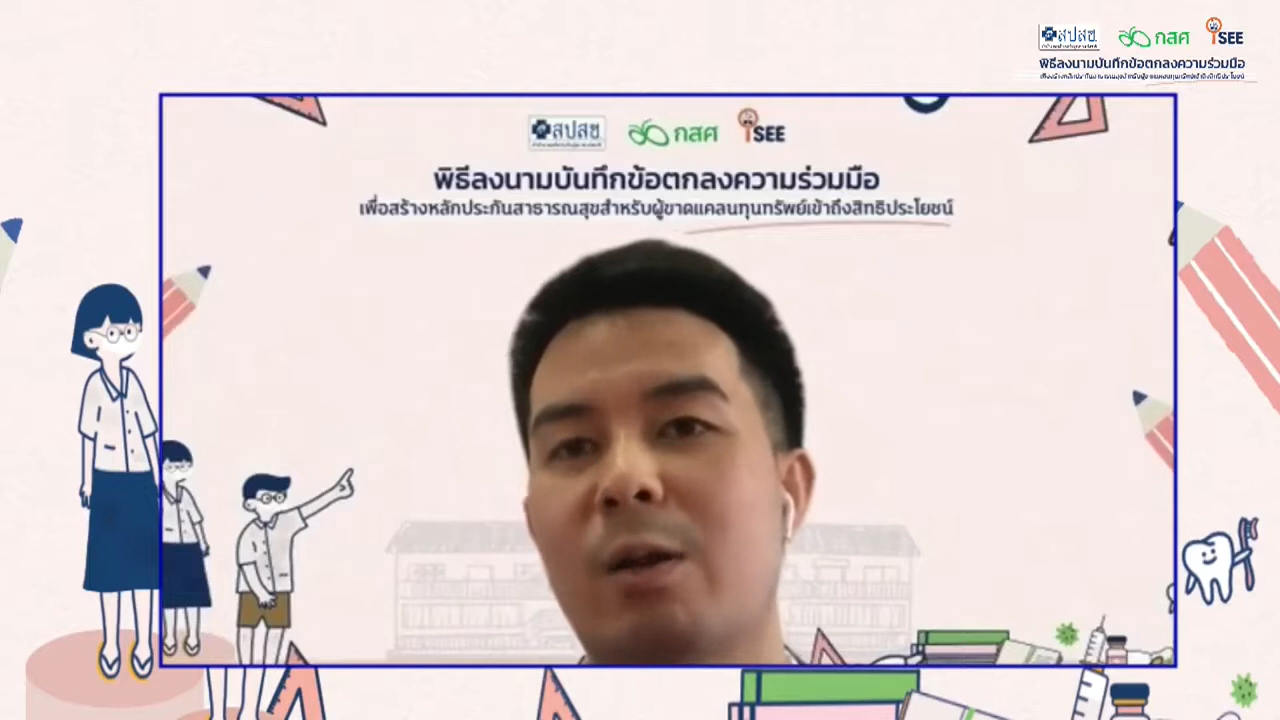 สปสช. กสศ iSEE
พิธีลงนามบันทึกข้อตกลงความร่วมมือ
สปสช. กสศ iSEE
พิธีลงนามบันทึกข้อตกลงความร่วมมือ
เพื่อสร้างหลักประกันสาธารณสุขสำหรับผู้ขาดแคลนทุนทรัพย์เข้าถึงสิทธิประโยชน์